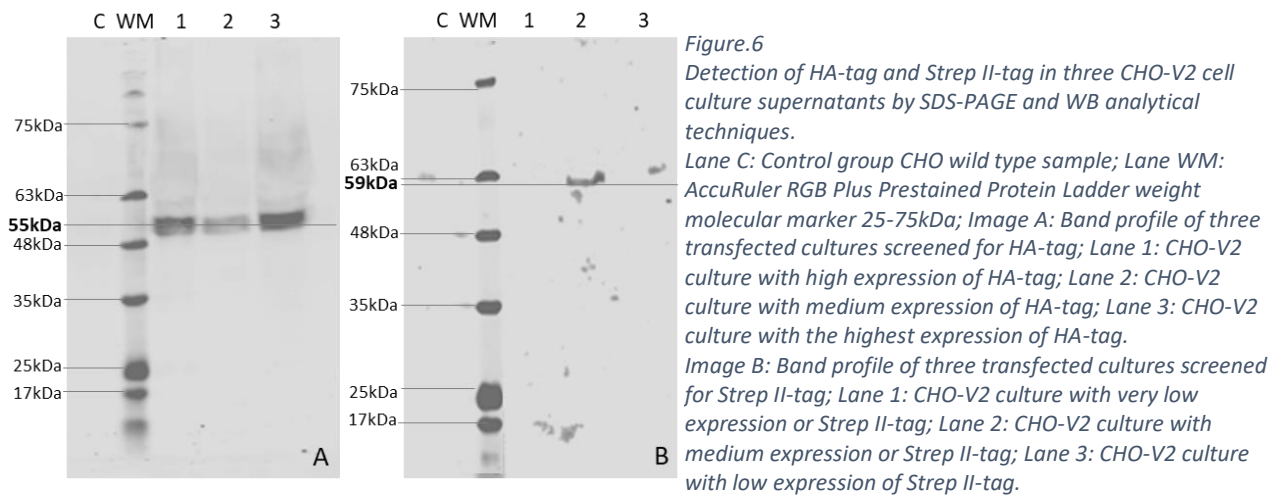 C WM 1 2 3
75kDa
63kDa
55kDa
48kDa
35kDa
25kDa
17kDa
A
C WM 1 2 3
75kDa
63kDa
59kDa
48kDa
35kDa
25kDa
17kDa
B
Figure.6
Detection of HA-tag and Strep II-tag in three CHO-V2 cell
culture supernatants by SDS-PAGE and WB analytical
techniques.
Lane C: Control group CHO wild type sample; Lane WM:
AccuRuler RGB Plus Prestained Protein Ladder weight
molecular marker 25-75kDa; Image A: Band profile of three
transfected cultures screened for HA-tag; Lane 1: CHO-V2
culture with high expression of HA-tag; Lane 2: CHO-V2
culture with medium expression of HA-tag; Lane 3: CHO-V2
culture with the highest expression of HA-tag.
Image B: Band profile of three transfected cultures screened
for Strep II-tag; Lane 1: CHO-V2 culture with very low
expression or Strep II-tag; Lane 2: CHO-V2 culture with
medium expression or Strep II-tag; Lane 3: CHO-V2 culture
with low expression of Strep II-tag.